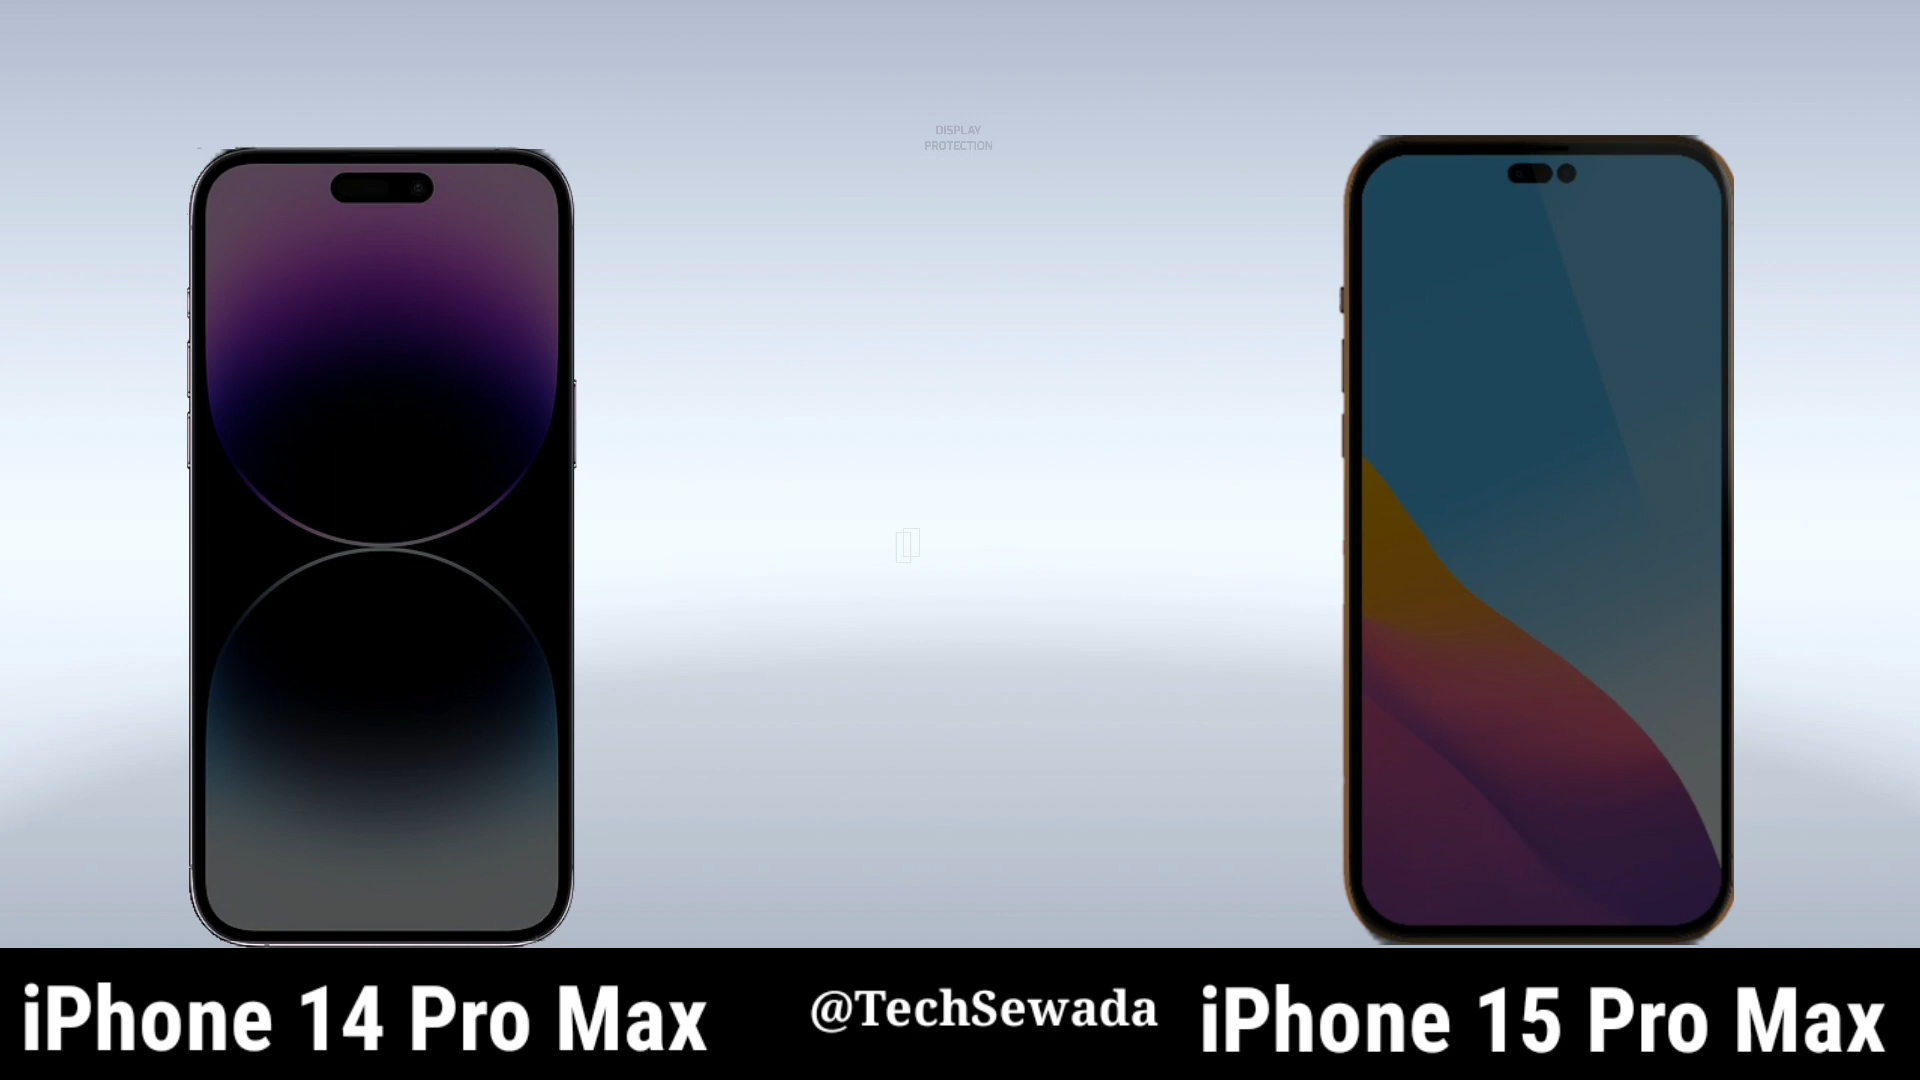 DISPLAY
PROTECTION
iPhone 14 Pro Max
@TechSewada
iPhone 15 Pro Max